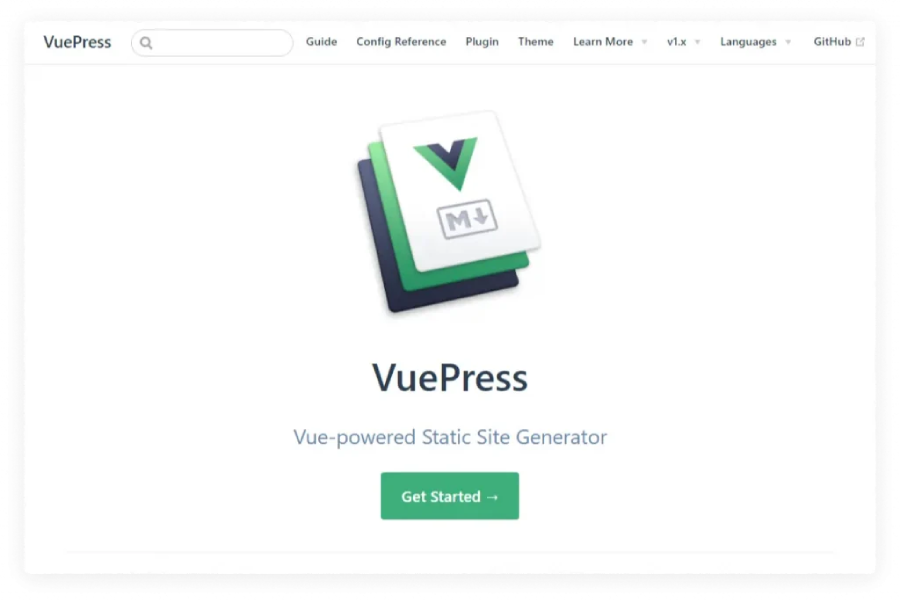 VuePress Guide Config Reference Plugin Theme Learn More v1.x Languages GitHub
M
VuePress
Vue-powered Static Site Generator
Get Started →